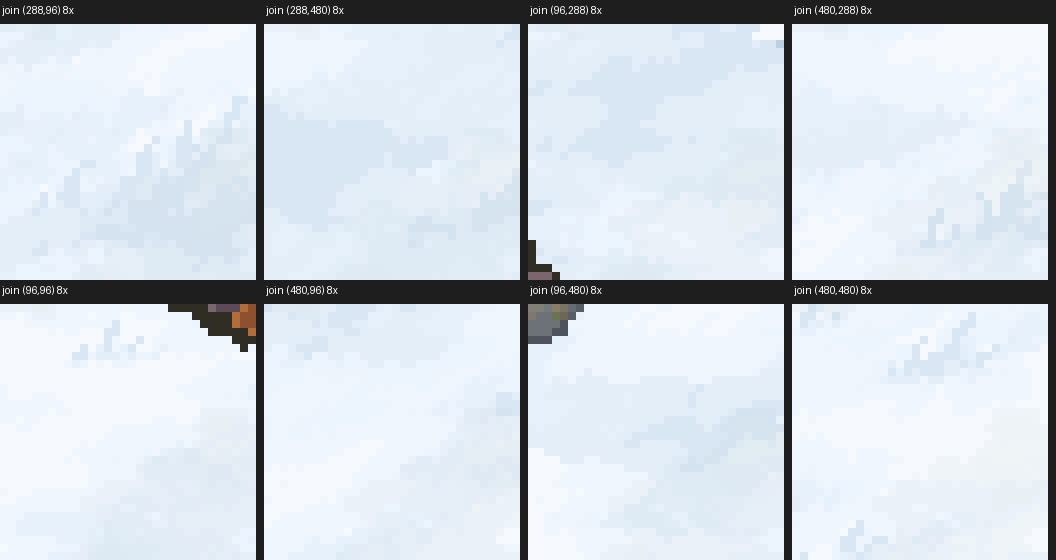 join (288,96) 8x
join (288,480) 8x
join (96,288) 8x
join (480,288) 8x
join (96,96) 8x
join (480,96) 8x
join (96,480) 8x
join (480,480) 8x